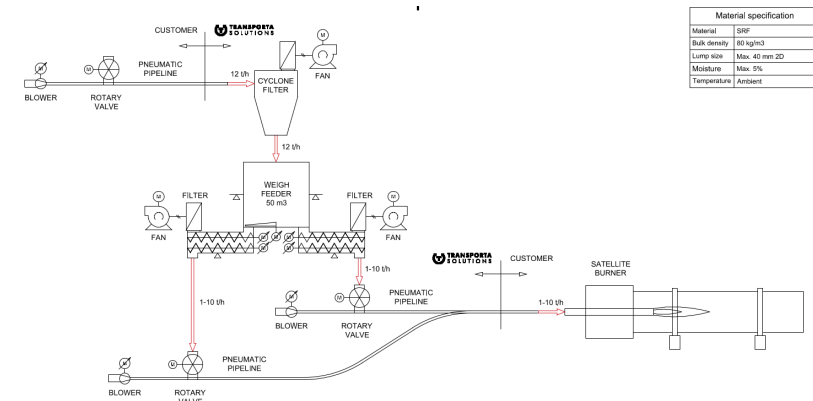 CUSTOMER
TRANSPORTA
SOLUTIONS
PNEUMATIC
PIPELINE
M
M
BLOWER
ROTARY
VALVE
12 t/h
CYCLONE
FILTER
M
FAN
12 t/h
WEIGH
FEEDER
50 m3
M
FILTER
FAN
FILTER
M
FAN
M
M
M
M
M
1-10 t/h
1-10 t/h
M
M
BLOWER
ROTARY
VALVE
PNEUMATIC
PIPELINE
TRANSPORTA
SOLUTIONS
CUSTOMER
1-10 t/h
SATELLITE
BURNER
M
M
BLOWER
ROTARY
VALVE
PNEUMATIC
PIPELINE
Material specification
Material SRF
Bulk density 80 kg/m3
Lump size Max. 40 mm 2D
Moisture Max. 5%
Temperature Ambient